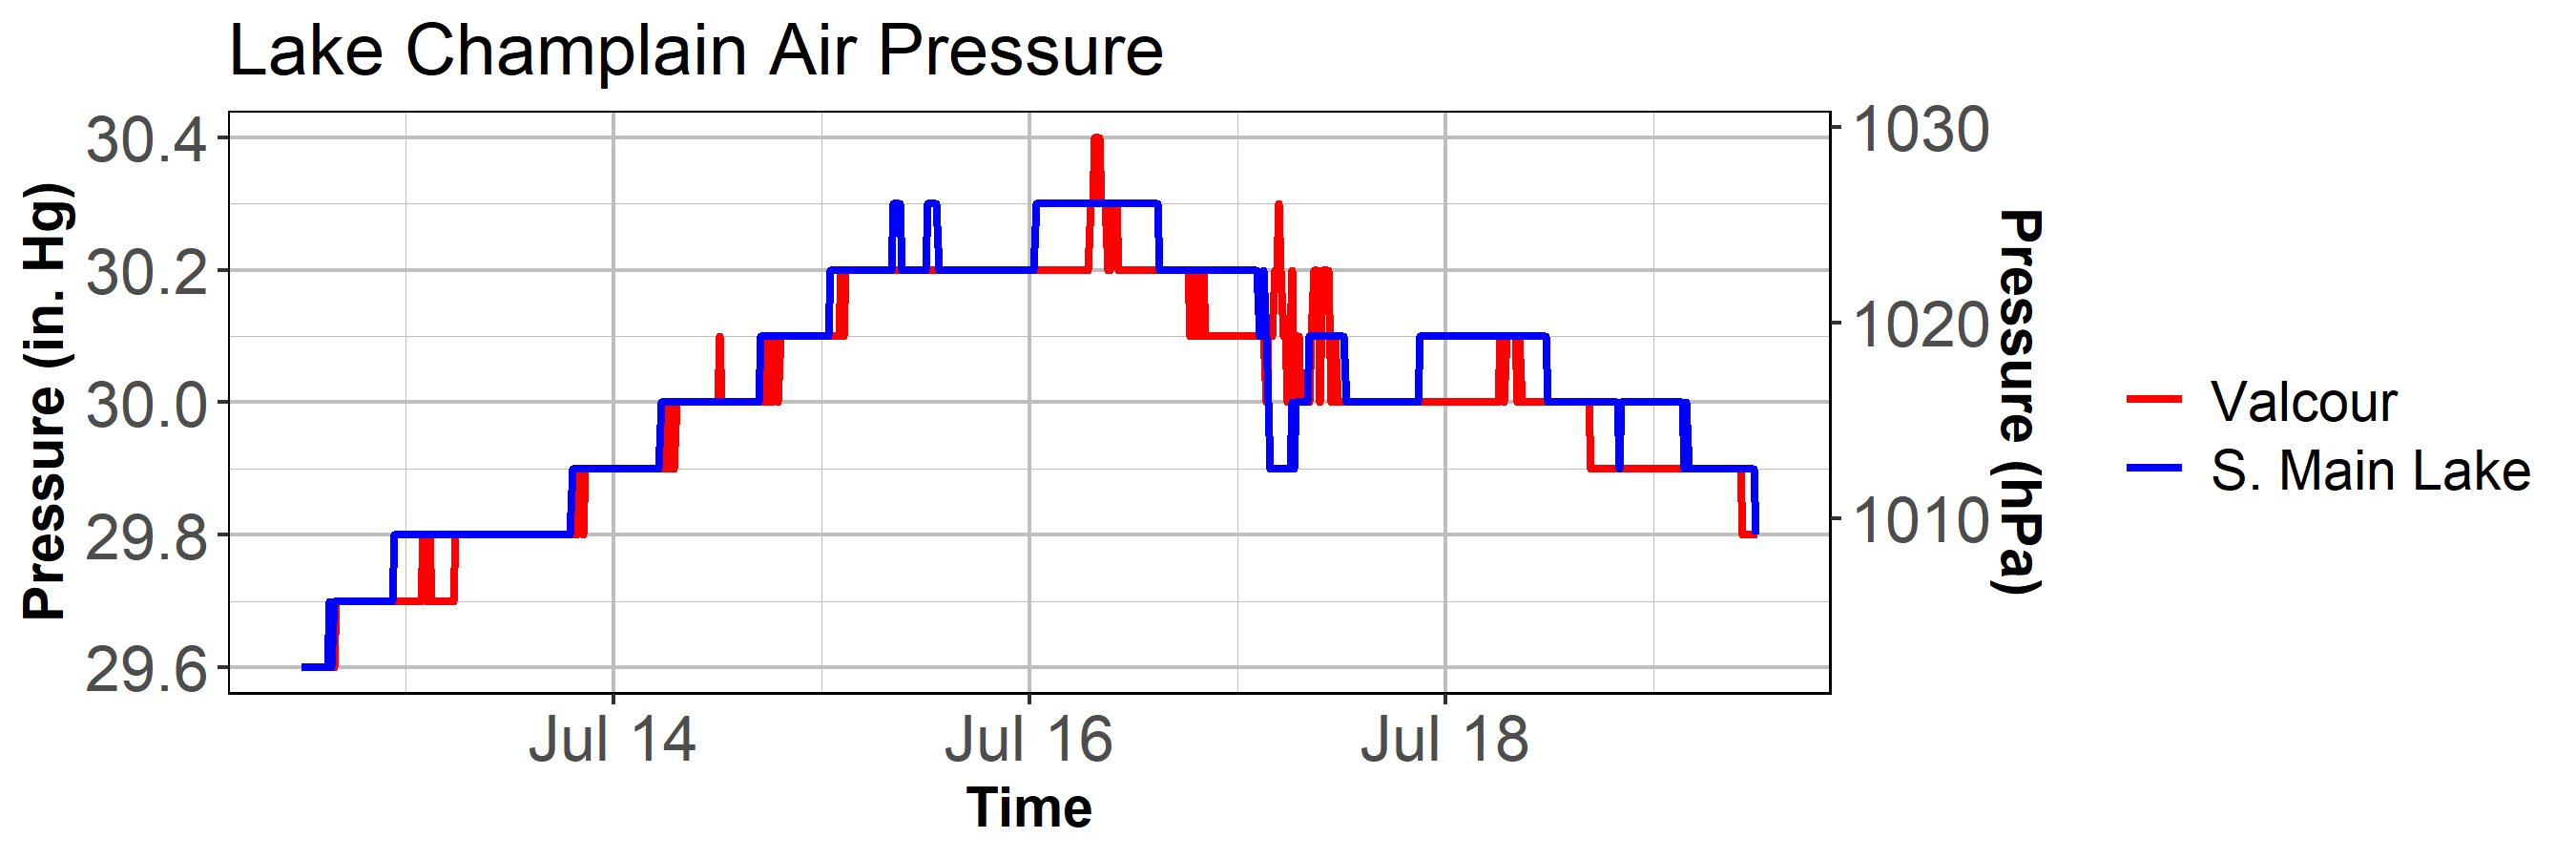 Lake Champlain Air Pressure
Pressure (in. Hg)
30.4
30.2
30.0
29.8
29.6
1030
1020
1010
Pressure (hPa)
Valcour
S. Main Lake
Jul 14
Jul 16
Jul 18
Time